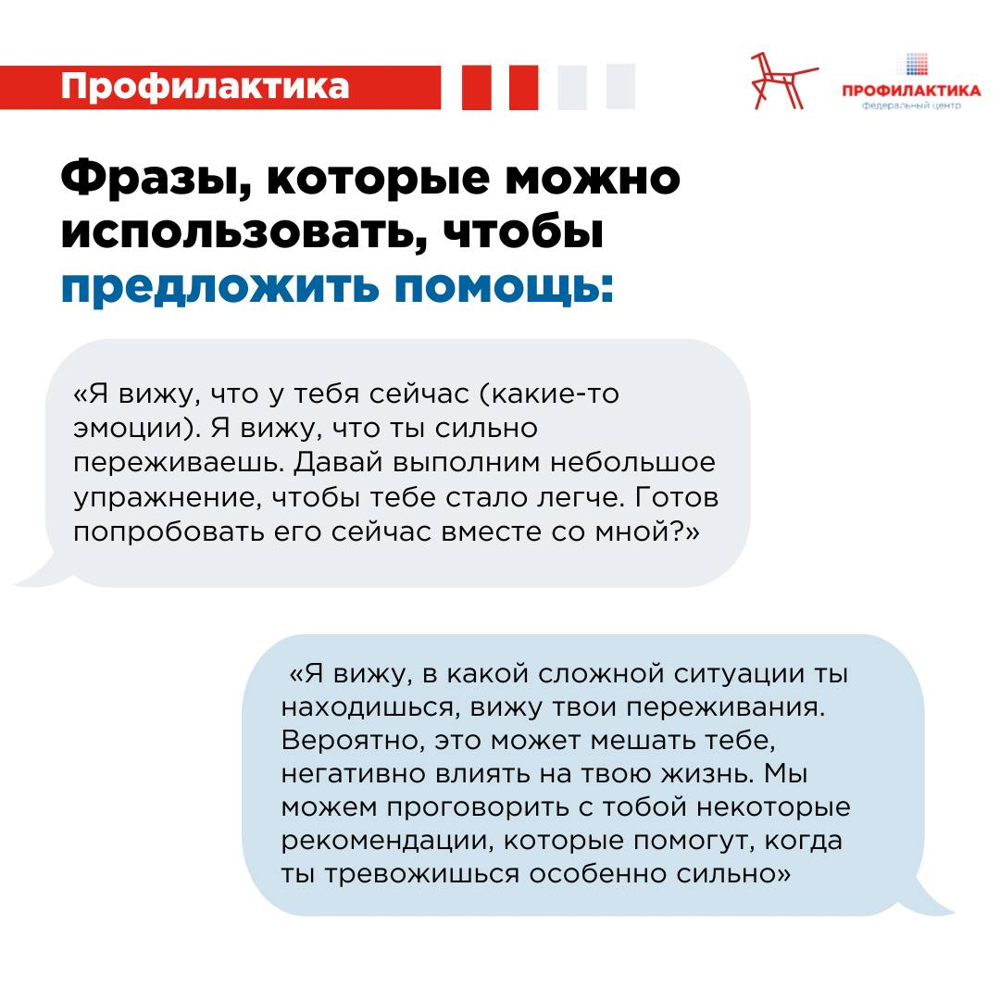 Профилактика
ПРОФИЛАКТИКА
федеральный центр
Фразы, которые можно
использовать, чтобы
предложить помощь:
«Я вижу, что у тебя сейчас (какие-то
эмоции). Я вижу, что ты сильно
переживаешь. Давай выполним небольшое
упражнение, чтобы тебе стало легче. Готов
попробовать его сейчас вместе со мной?»
«Я вижу, в какой сложной ситуации ты
находишься, вижу твои переживания.
Вероятно, это может мешать тебе,
негативно влиять на твою жизнь. Мы
можем проговорить с тобой некоторые
рекомендации, которые помогут, когда
ты тревожишься особенно сильно»